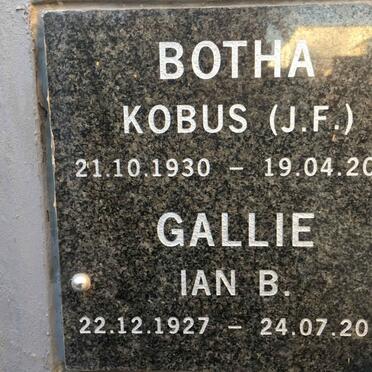 BOTHA
KOBUS (J.F.)
21.10.1930 – 19.04.20
GALLIE
IAN B.
22.12.1927 – 24.07.20